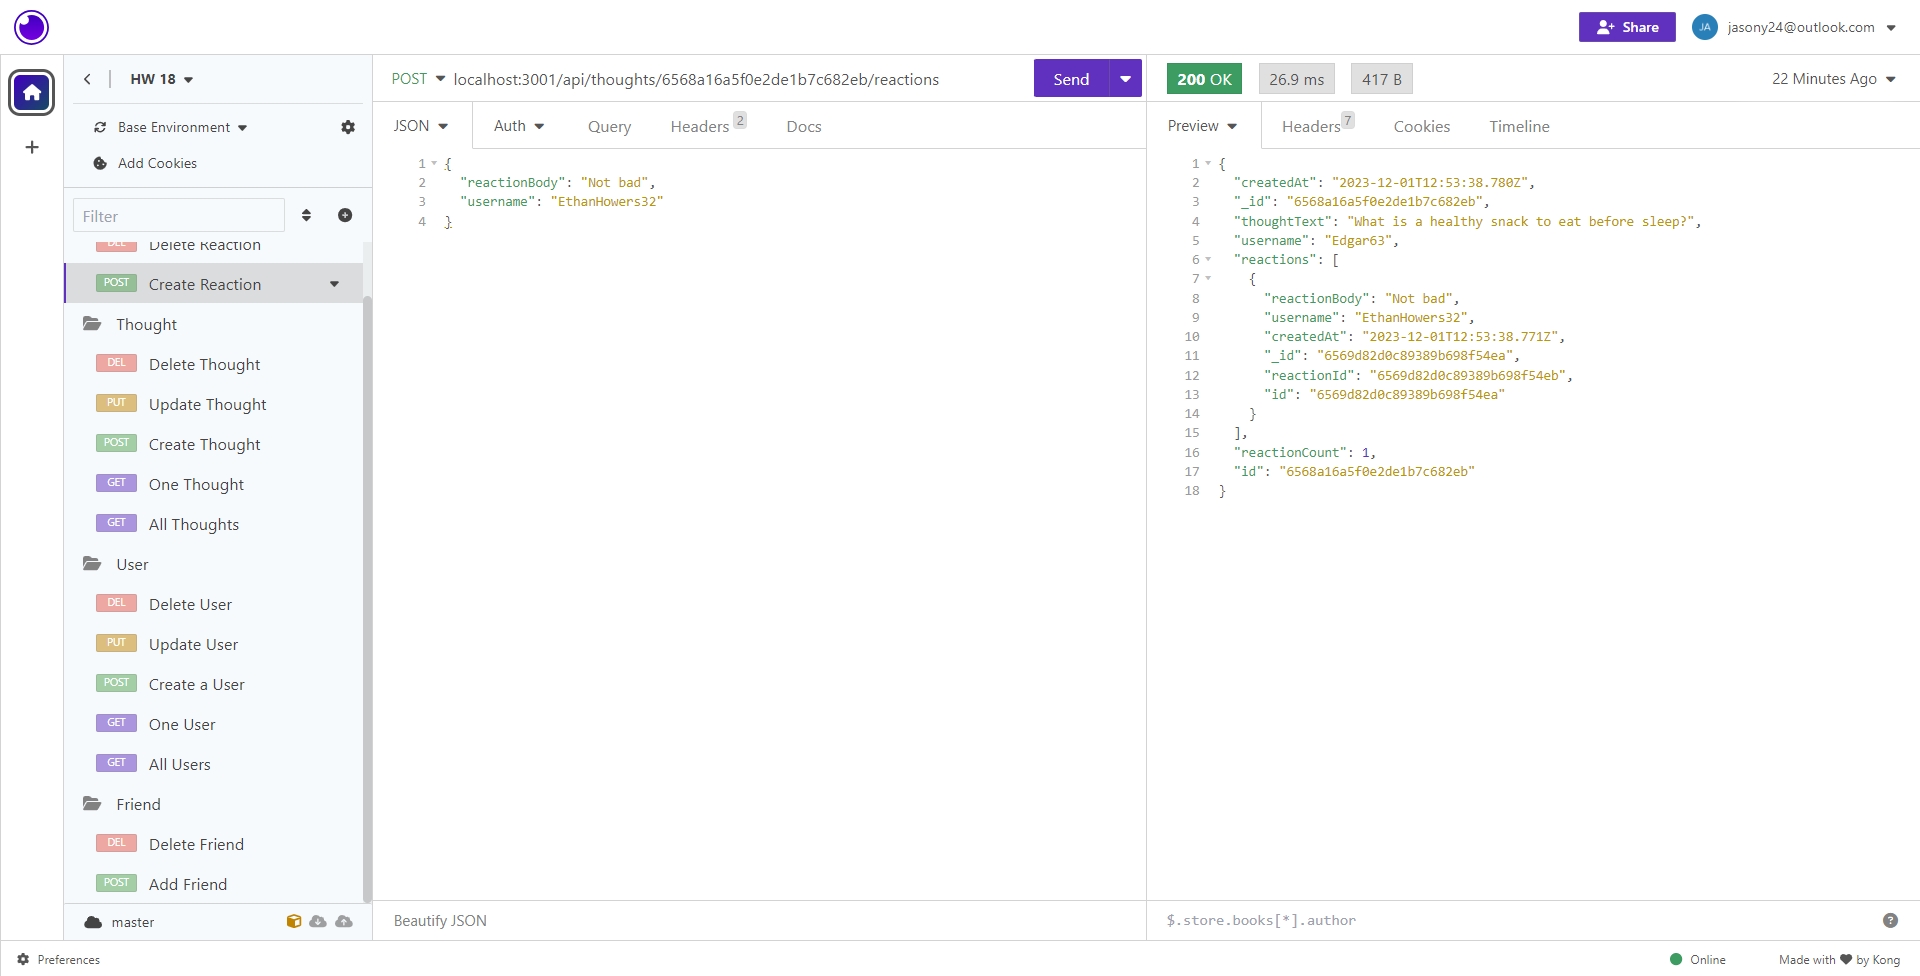 Share
JA
jasony24@outlook.com
HW 18
Base Environment
Add Cookies
Filter
DEL Delete Reaction
POST Create Reaction
Thought
DEL Delete Thought
PUT Update Thought
POST Create Thought
GET One Thought
GET All Thoughts
User
DEL Delete User
PUT Update User
POST Create a User
GET One User
GET All Users
Friend
DEL Delete Friend
POST Add Friend
master
POST localhost:3001/api/thoughts/6568a16a5f0e2de1b7c682eb/reactions
Send
JSON Auth Query Headers 2 Docs
1 {
2 "reactionBody": "Not bad",
3 "username": "EthanHowers32"
4 }
Beautify JSON
200 OK 26.9 ms 417 B 22 Minutes Ago
Preview Headers 7 Cookies Timeline
1 {
2 "createdAt": "2023-12-01T12:53:38.780Z",
3 "_id": "6568a16a5f0e2de1b7c682eb",
4 "thoughtText": "What is a healthy snack to eat before sleep?",
5 "username": "Edgar63",
6 "reactions": [
7 {
8 "reactionBody": "Not bad",
9 "username": "EthanHowers32",
10 "createdAt": "2023-12-01T12:53:38.771Z",
11 "_id": "6569d82d0c89389b698f54ea",
12 "reactionId": "6569d82d0c89389b698f54eb",
13 "id": "6569d82d0c89389b698f54ea"
14 }
15 ],
16 "reactionCount": 1,
17 "id": "6568a16a5f0e2de1b7c682eb"
18 }
$.store.books[*].author
Preferences
Online
Made with ❤ by Kong